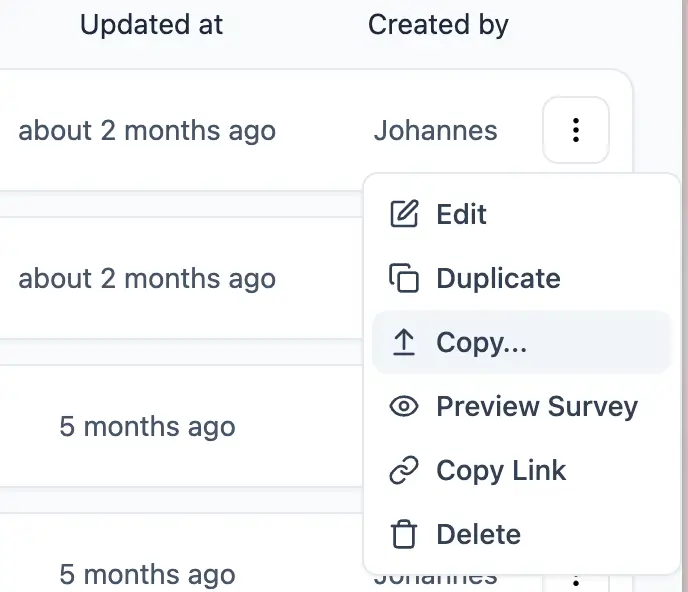 Updated at Created by
about 2 months ago Johannes
Edit
about 2 months ago Duplicate
Copy...
Preview Survey
5 months ago
Copy Link
Delete
5 months ago Johannes